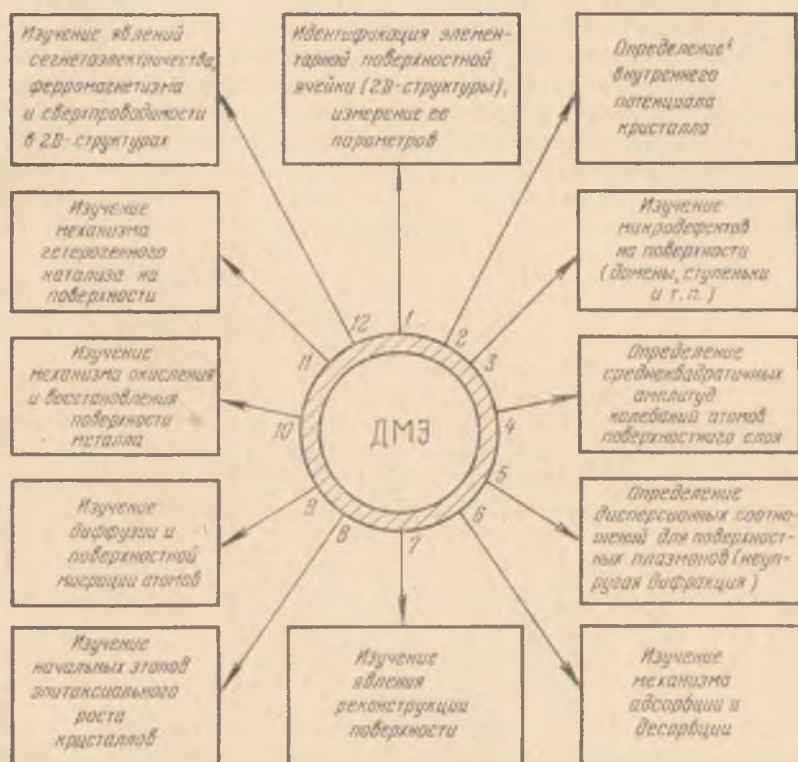 Изучение явлений
сегнетоэлектричества,
ферромагнетизма
и сверхпроводимости
в 2D-структурах
Идентификация элемен-
тарной поверхностной
ячейки (2D-структуры),
измерение ее
параметров
Определение
внутреннего
потенциала
кристалла
Изучение
механизма
гетерогенного
катализа на
поверхности
Изучение
микродефектов
на поверхности
(домены, ступеньки
и т. п.)
Изучение
механизма окисления
и восстановления
поверхности
металла
Определение
среднеквадратичных
амплитуд
колебаний атомов
поверхностного слоя
Изучение
диффузии и
поверхностной
миграции атомов
Определение
дисперсионных соотно-
шений для поверхност-
ных плазмонов (неуп-
ругая дифракция)
Изучение
начальных этапов
эпитаксиального
роста
кристаллов
Изучение
явления
реконструкции
поверхности
Изучение
механизма
адсорбции и
десорбции
ДМЭ
1
2
3
4
5
6
7
8
9
10
11
12